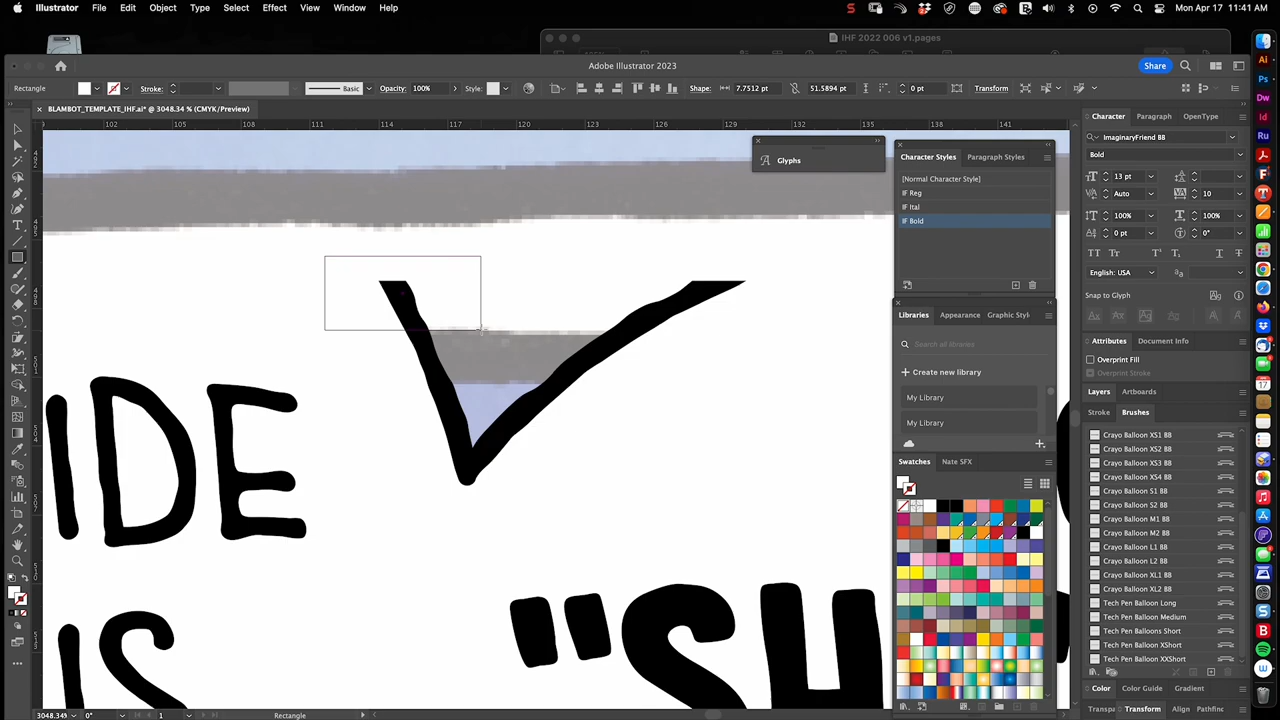 Illustrator File Edit Object Type Select Effect View Window Help Mon Apr 17 11:41 AM
IHF 2022 006 v1.pages
Adobe Illustrator 2023 Share
Rectangle Stroke: Basic Opacity: 100% Style: Shape: 7.7512 pt 51.5894 pt 0 pt Transform
BLAMBOT_TEMPLATE_IHF.ai* @ 3048.34 % (CMYK/Preview)
102 105 108 111 114 117 120 123 126 129 132 135 138 141
Glyphs
Character Styles Paragraph Styles
[Normal Character Style]
IF Reg
IF Ital
IF Bold
Libraries Appearance Graphic Styl
Search all libraries
Create new library
My Library
My Library
Swatches Nate SFX
Character Paragraph OpenType
ImaginaryFriend BB
Bold
13 pt
Auto 10
100% 100%
0 pt 0°
English: USA
Snap to Glyph
Attributes Document Info
Overprint Fill
Overprint Stroke
Layers Artboards
Stroke Brushes
Crayo Balloon XS1 BB
Crayo Balloon XS2 BB
Crayo Balloon XS3 BB
Crayo Balloon XS4 BB
Crayo Balloon S1 BB
Crayo Balloon S2 BB
Crayo Balloon M1 BB
Crayo Balloon M2 BB
Crayo Balloon L1 BB
Crayo Balloon L2 BB
Crayo Balloon XL1 BB
Crayo Balloon XL2 BB
Tech Pen Balloon Long
Tech Pen Balloon Medium
Tech Pen Balloons Short
Tech Pen Balloon XShort
Tech Pen Balloon XXShort
Color Color Guide Gradient
Transpa Transform Align Pathfinc
IDE
IS
"SH
3048.34% 0° 1 Rectangle